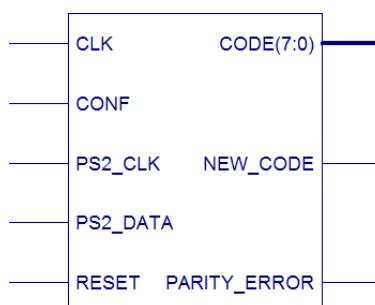 CLK CODE(7:0)
CONF
PS2_CLK NEW_CODE
PS2_DATA
RESET PARITY_ERROR